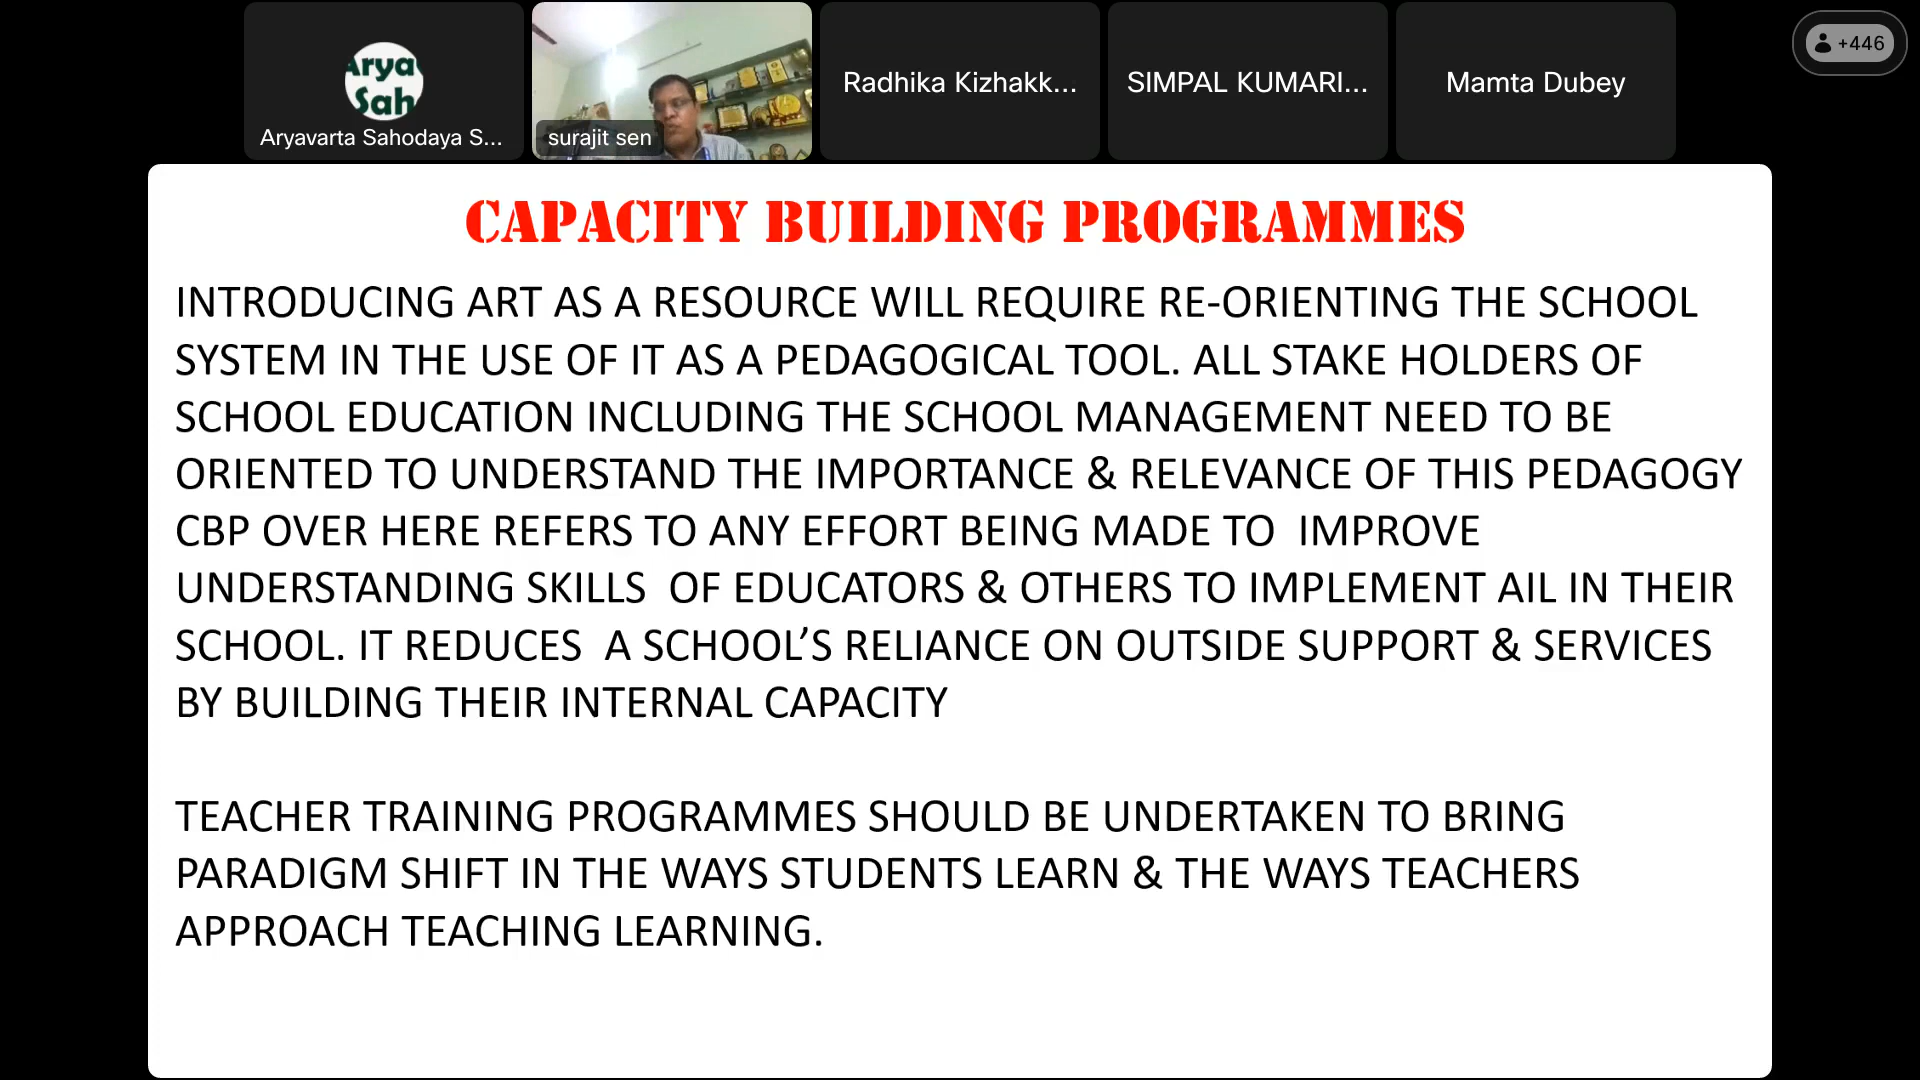 Arya
Sah
Aryavarta Sahodaya S...
surajit sen
Radhika Kizhakk...
SIMPAL KUMARI...
Mamta Dubey
+446
CAPACITY BUILDING PROGRAMMES
INTRODUCING ART AS A RESOURCE WILL REQUIRE RE-ORIENTING THE SCHOOL
SYSTEM IN THE USE OF IT AS A PEDAGOGICAL TOOL. ALL STAKE HOLDERS OF
SCHOOL EDUCATION INCLUDING THE SCHOOL MANAGEMENT NEED TO BE
ORIENTED TO UNDERSTAND THE IMPORTANCE & RELEVANCE OF THIS PEDAGOGY
CBP OVER HERE REFERS TO ANY EFFORT BEING MADE TO  IMPROVE
UNDERSTANDING SKILLS  OF EDUCATORS & OTHERS TO IMPLEMENT AIL IN THEIR
SCHOOL. IT REDUCES  A SCHOOL’S RELIANCE ON OUTSIDE SUPPORT & SERVICES
BY BUILDING THEIR INTERNAL CAPACITY
TEACHER TRAINING PROGRAMMES SHOULD BE UNDERTAKEN TO BRING
PARADIGM SHIFT IN THE WAYS STUDENTS LEARN & THE WAYS TEACHERS
APPROACH TEACHING LEARNING.